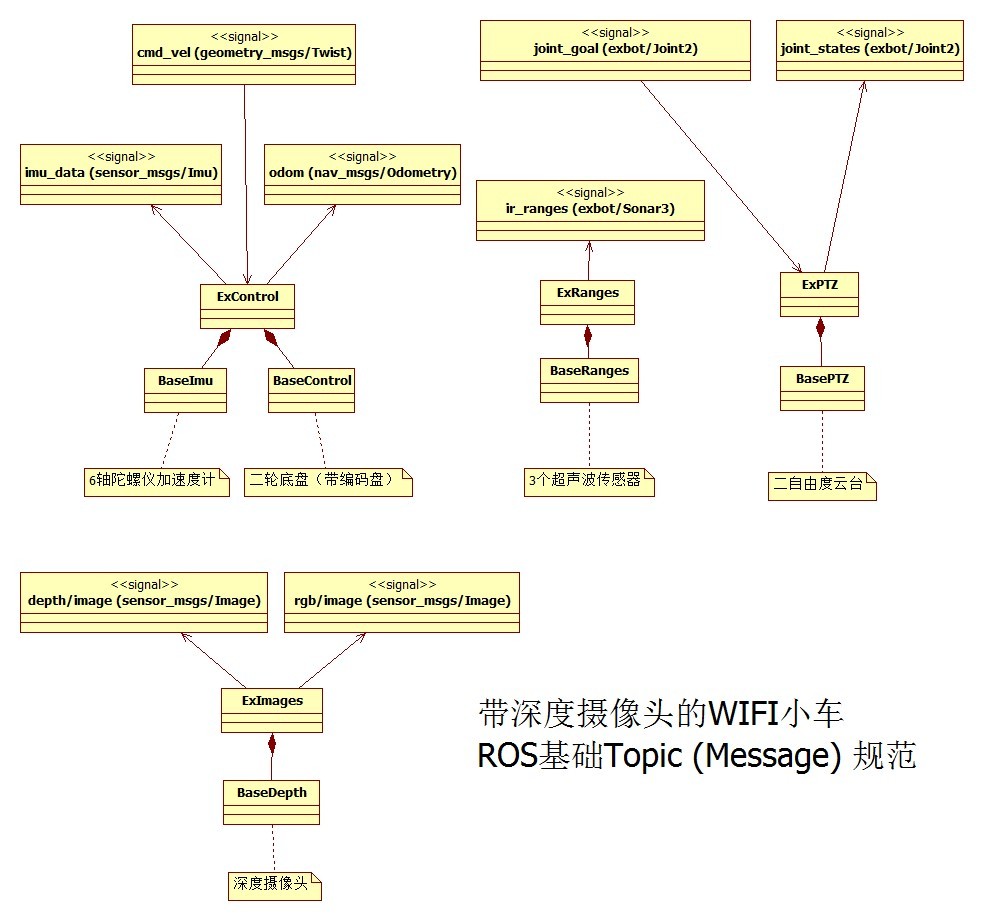 <<signal>>
cmd_vel (geometry_msgs/Twist)
<<signal>>
joint_goal (exbot/Joint2)
<<signal>>
joint_states (exbot/Joint2)
<<signal>>
imu_data (sensor_msgs/Imu)
<<signal>>
odom (nav_msgs/Odometry)
<<signal>>
ir_ranges (exbot/Sonar3)
ExControl
ExRanges
ExPTZ
BaseImu
BaseControl
BaseRanges
BasePTZ
6轴陀螺仪加速度计
二轮底盘（带编码盘）
3个超声波传感器
二自由度云台
<<signal>>
depth/image (sensor_msgs/Image)
<<signal>>
rgb/image (sensor_msgs/Image)
ExImages
BaseDepth
深度摄像头
带深度摄像头的WIFI小车
ROS基础Topic (Message) 规范